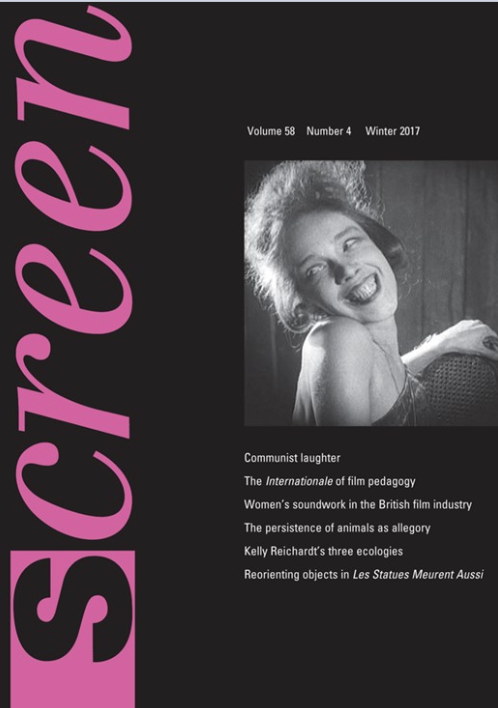 screen
Volume 58 Number 4 Winter 2017
Communist laughter
The Internationale of film pedagogy
Women's soundwork in the British film industry
The persistence of animals as allegory
Kelly Reichardt's three ecologies
Reorienting objects in Les Statues Meurent Aussi